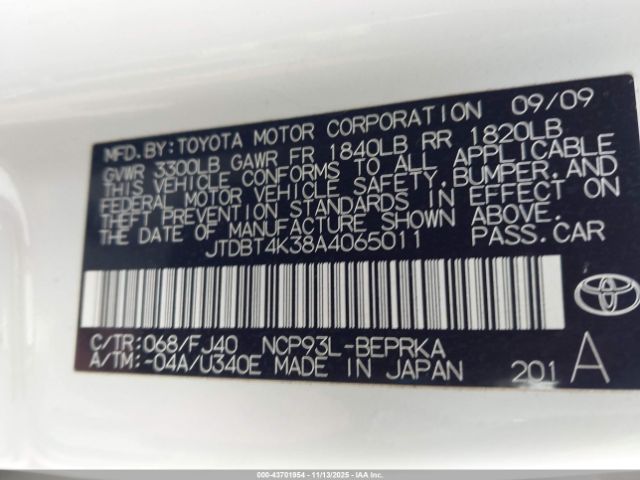 MFD.BY:TOYOTA MOTOR CORPORATION 09/09
GVWR 3300LB GAWR FR 1840LB RR 1820LB
THIS VEHICLE CONFORMS TO ALL APPLICABLE
FEDERAL MOTOR VEHICLE SAFETY,BUMPER,AND
THEFT PREVENTION STANDARDS IN EFFECT ON
THE DATE OF MANUFACTURE SHOWN ABOVE.
JTDBT4K38A4065011 PASS.CAR
TOYOTA
C/TR:068/FJ40 NCP93L-BEPRKA
A/TM:-04A/U340E MADE IN JAPAN 201 A
000-43701954 - 11/13/2025 - IAAI.COM